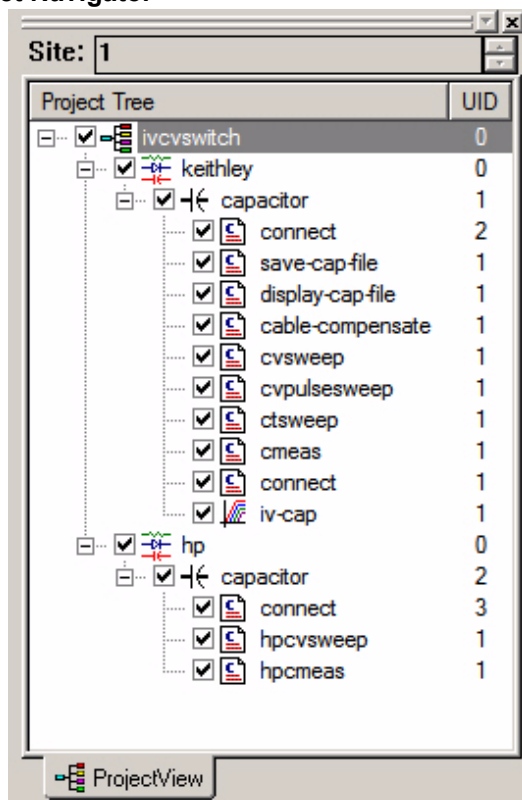 Site: 1
Project Tree UID
ivcvswitch 0
keithley 0
capacitor 1
connect 2
save-cap-file 1
display-cap-file 1
cable-compensate 1
cvsweep 1
cvpulsesweep 1
ctsweep 1
cmeas 1
connect 1
iv-cap 1
hp 0
capacitor 2
connect 3
hpcvsweep 1
hpcmeas 1
ProjectView